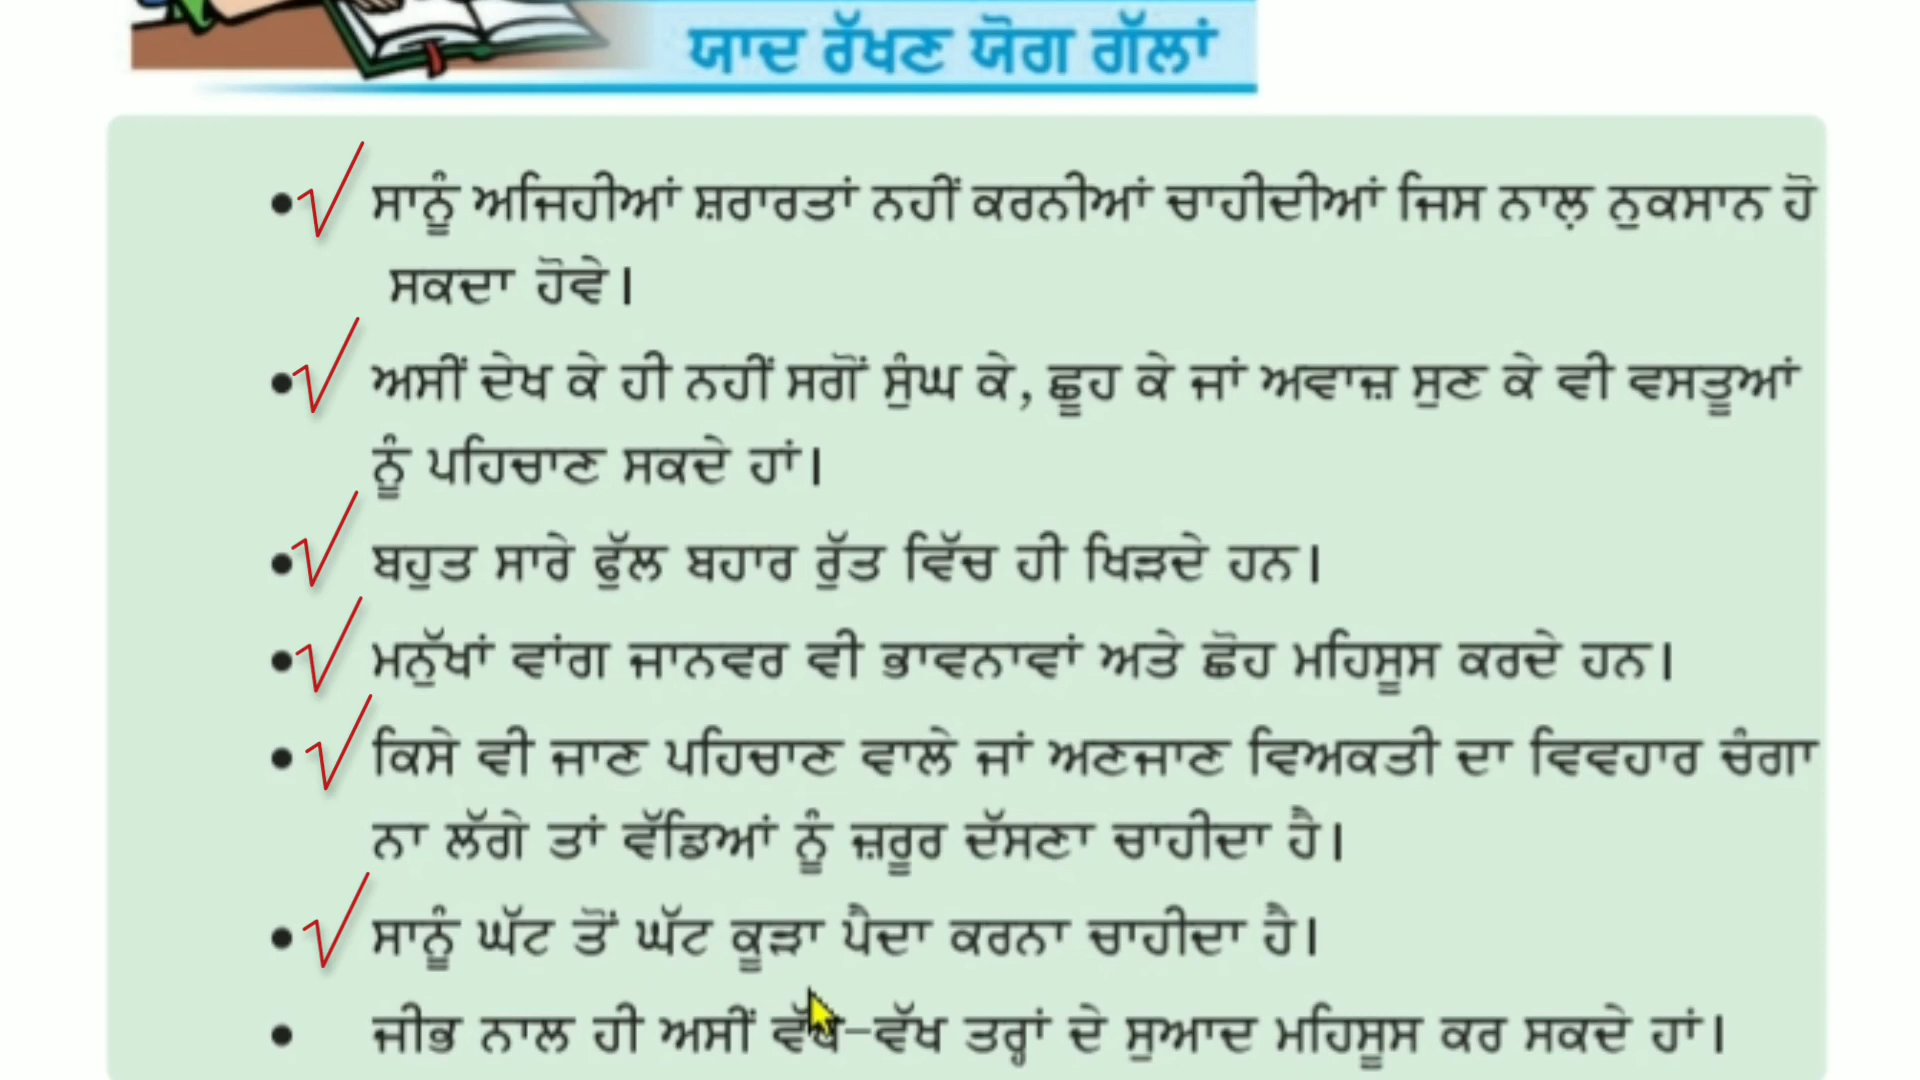 ਯਾਦ ਰੱਖਣ ਯੋਗ ਗੱਲਾਂ
• ਸਾਨੂੰ ਅਜਿਹੀਆਂ ਸ਼ਰਾਰਤਾਂ ਨਹੀਂ ਕਰਨੀਆਂ ਚਾਹੀਦੀਆਂ ਜਿਸ ਨਾਲ਼ ਨੁਕਸਾਨ ਹੋ
ਸਕਦਾ ਹੋਵੇ।
• ਅਸੀਂ ਦੇਖ ਕੇ ਹੀ ਨਹੀਂ ਸਗੋਂ ਸੁੰਘ ਕੇ, ਛੂਹ ਕੇ ਜਾਂ ਅਵਾਜ਼ ਸੁਣ ਕੇ ਵੀ ਵਸਤੂਆਂ
ਨੂੰ ਪਹਿਚਾਣ ਸਕਦੇ ਹਾਂ।
• ਬਹੁਤ ਸਾਰੇ ਫੁੱਲ ਬਹਾਰ ਰੁੱਤ ਵਿੱਚ ਹੀ ਖਿੜਦੇ ਹਨ।
• ਮਨੁੱਖਾਂ ਵਾਂਗ ਜਾਨਵਰ ਵੀ ਭਾਵਨਾਵਾਂ ਅਤੇ ਛੋਹ ਮਹਿਸੂਸ ਕਰਦੇ ਹਨ।
• ਕਿਸੇ ਵੀ ਜਾਣ ਪਹਿਚਾਣ ਵਾਲੇ ਜਾਂ ਅਣਜਾਣ ਵਿਅਕਤੀ ਦਾ ਵਿਵਹਾਰ ਚੰਗਾ
ਨਾ ਲੱਗੇ ਤਾਂ ਵੱਡਿਆਂ ਨੂੰ ਜ਼ਰੂਰ ਦੱਸਣਾ ਚਾਹੀਦਾ ਹੈ।
• ਸਾਨੂੰ ਘੱਟ ਤੋਂ ਘੱਟ ਕੂੜਾ ਪੈਦਾ ਕਰਨਾ ਚਾਹੀਦਾ ਹੈ।
• ਜੀਭ ਨਾਲ ਹੀ ਅਸੀਂ ਵੱਖ-ਵੱਖ ਤਰ੍ਹਾਂ ਦੇ ਸੁਆਦ ਮਹਿਸੂਸ ਕਰ ਸਕਦੇ ਹਾਂ।